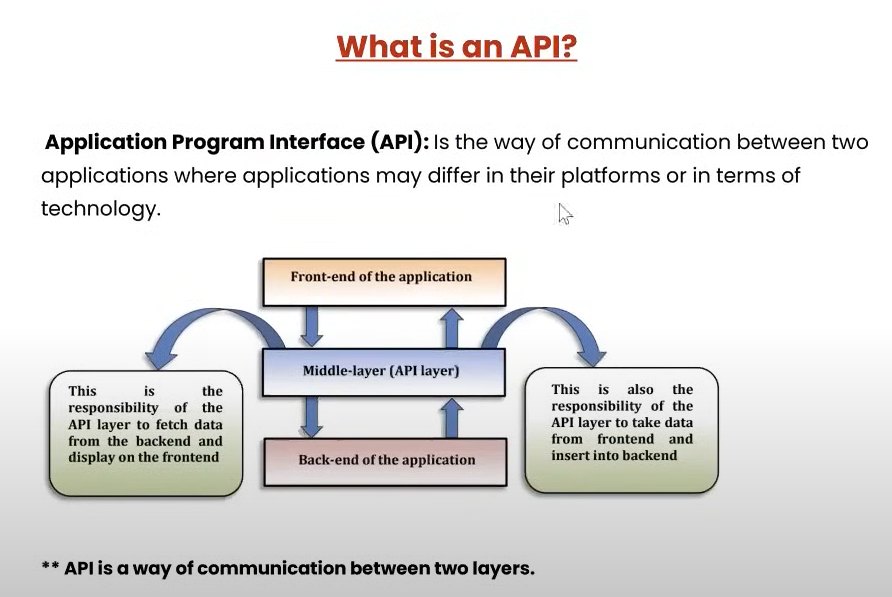 What is an API?
Application Program Interface (API): Is the way of communication between two
applications where applications may differ in their platforms or in terms of
technology.
Front-end of the application
Middle-layer (API layer)
Back-end of the application
This is the
responsibility of the
API layer to fetch data
from the backend and
display on the frontend
This is also the
responsibility of the
API layer to take data
from frontend and
insert into backend
** API is a way of communication between two layers.